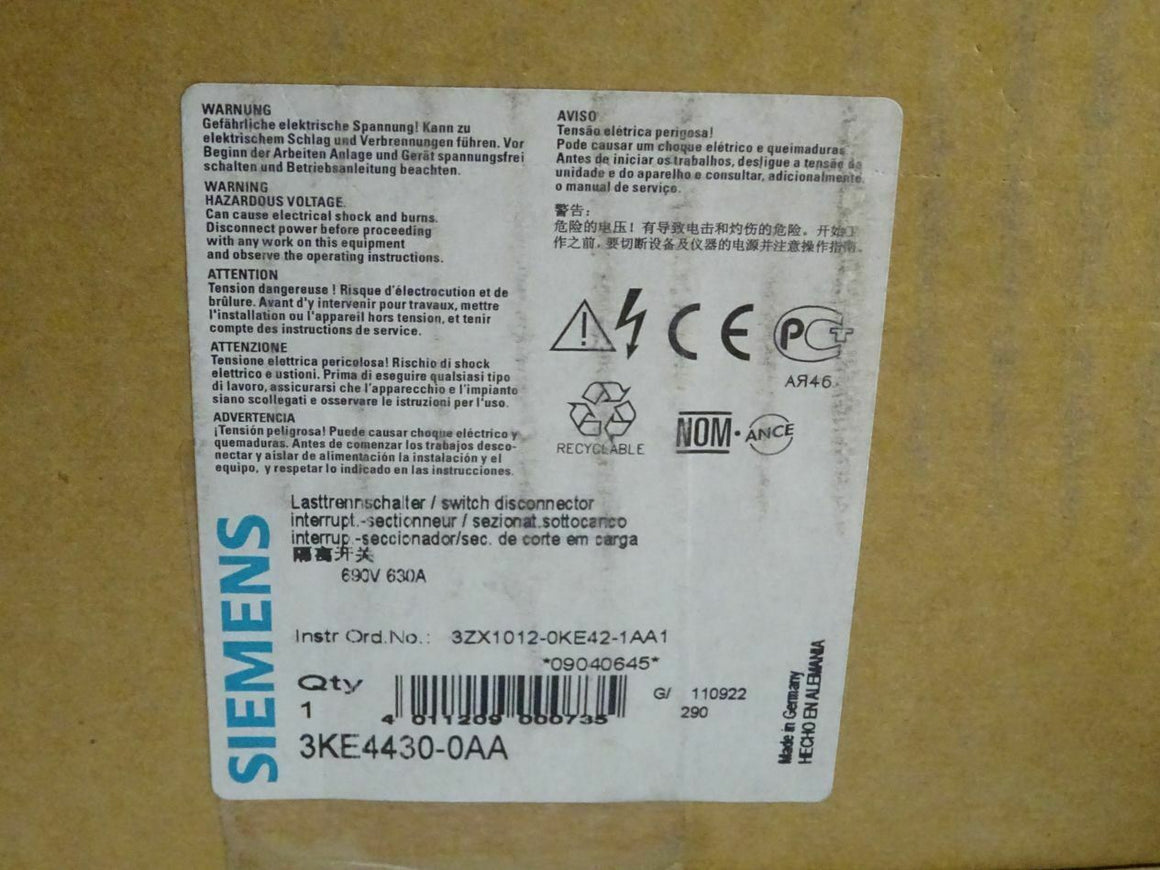 WARNUNG
Gefährliche elektrische Spannung! Kann zu
elektrischem Schlag und Verbrennungen führen. Vor
Beginn der Arbeiten Anlage und Gerät spannungsfrei
schalten und Betriebsanleitung beachten.
WARNING
HAZARDOUS VOLTAGE.
Can cause electrical shock and burns.
Disconnect power before proceeding
with any work on this equipment
and observe the operating instructions.
ATTENTION
Tension dangereuse ! Risque d'électrocution et de
brûlure. Avant d'y intervenir pour travaux, mettre
l'installation ou l'appareil hors tension, et tenir
compte des instructions de service.
ATTENZIONE
Tensione elettrica pericolosa! Rischio di shock
elettrico e ustioni. Prima di eseguire qualsiasi tipo
di lavoro, assicurarsi che l'apparecchio e l'impianto
siano scollegati e osservare le istruzioni per l'uso.
ADVERTENCIA
¡Tensión peligrosa! Puede causar choque eléctrico y
quemaduras. Antes de comenzar los trabajos desco-
nectar y aislar de alimentación la instalación y el
equipo, y respetar lo indicado en las instrucciones.
AVISO
Tensão elétrica perigosa!
Pode causar um choque elétrico e queimaduras.
Antes de iniciar os trabalhos, desligue a tensão da
unidade e do aparelho e consultar, adicionalmente,
o manual de serviço.
警告：
危险的电压！有导致电击和灼伤的危险。开始工
作之前，要切断设备及仪器的电源并注意操作指南。
CE
PC+
АЯ46
RECYCLABLE
NOM·ANCE
SIEMENS
Lasttrennschalter / switch disconnector
interrupt.-sectionneur / sezionat.sottocarico
interrup.-seccionador/sec. de corte em carga
隔离开关
690V 630A
Instr Ord.No.: 3ZX1012-0KE42-1AA1
*09040645*
Qty
1
4 011209 000735
G/ 110922
290
3KE4430-0AA
Made in Germany
HECHO EN ALEMANIA